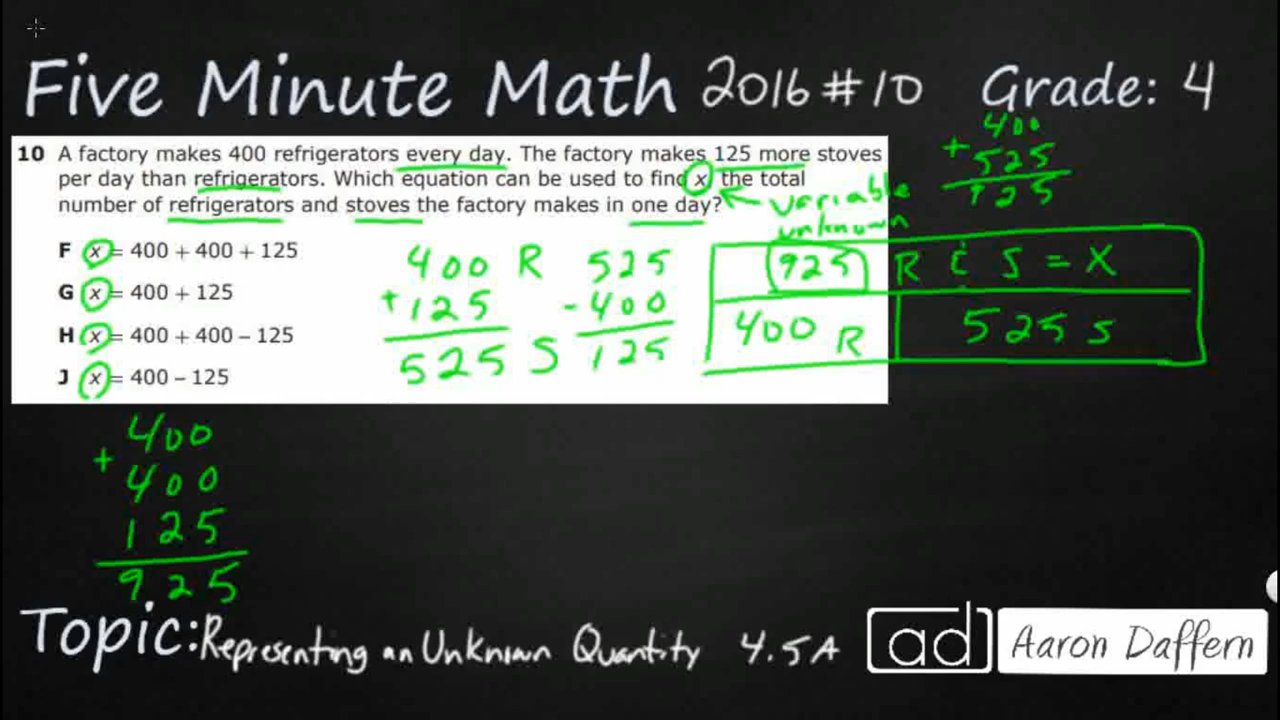 Five Minute Math 2016 #10 Grade: 4
10 A factory makes 400 refrigerators every day. The factory makes 125 more stoves
per day than refrigerators. Which equation can be used to find x the total
number of refrigerators and stoves the factory makes in one day?
F x = 400 + 400 + 125
G x = 400 + 125
H x = 400 + 400 – 125
J x = 400 – 125
400
+ 525
925
variable
unknown
400 R
+125
525 S
525
-400
125
925 R & S = X
400 R 525 S
400
+
400
125
925
Topic: Representing an Unknown Quantity 4.5A
ad Aaron Daffern